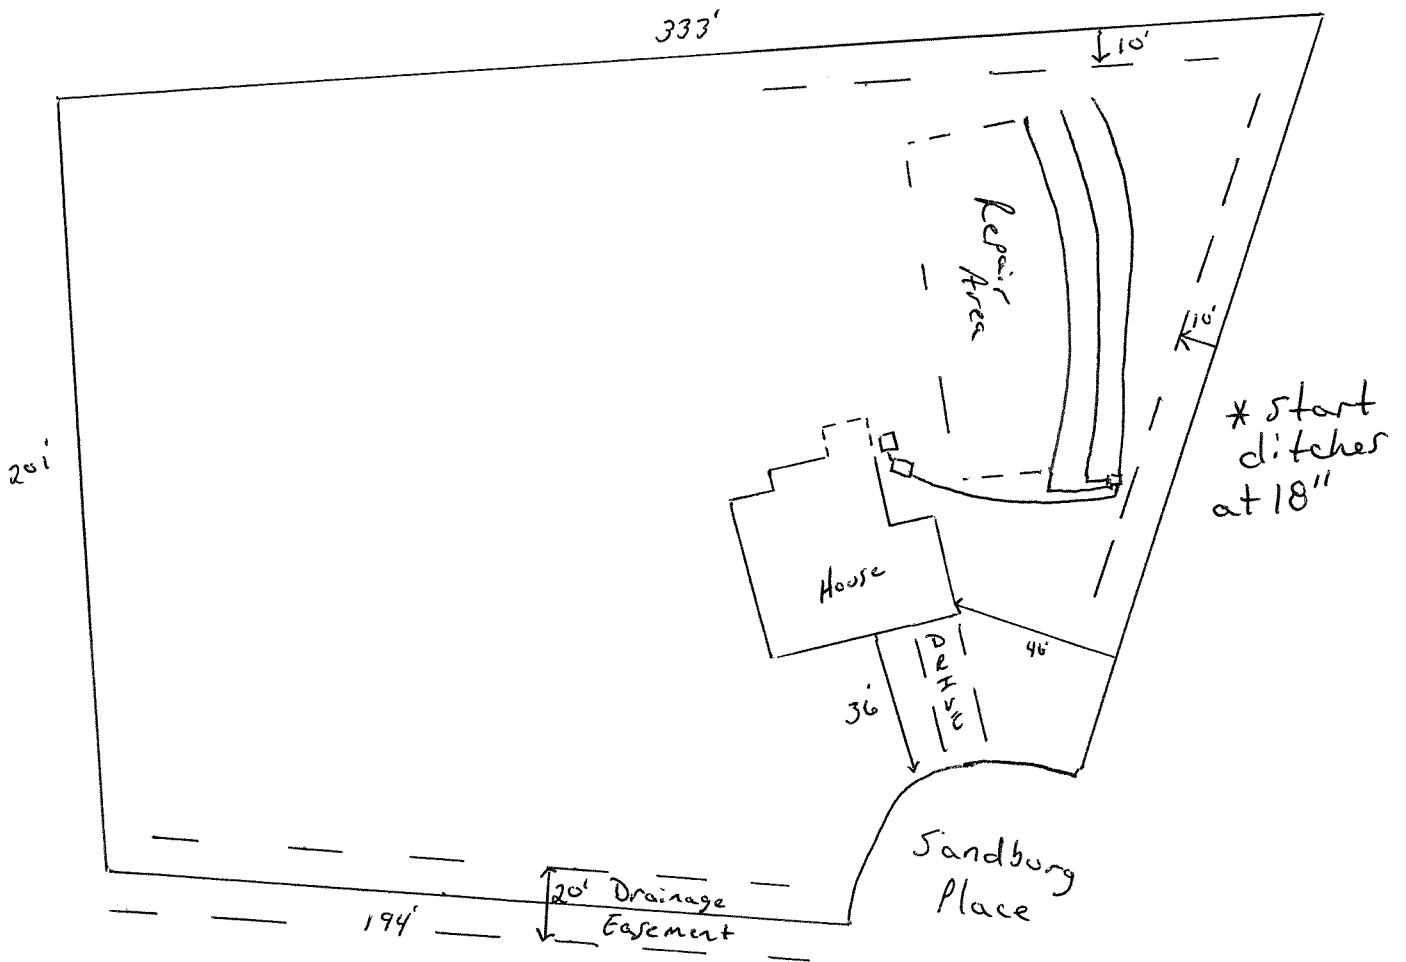 333'
10'
Repair
Area
10'
* start
ditches
at 18"
201'
House
40'
DRIVE
36'
Sandburg
Place
20' Drainage
Easement
194'